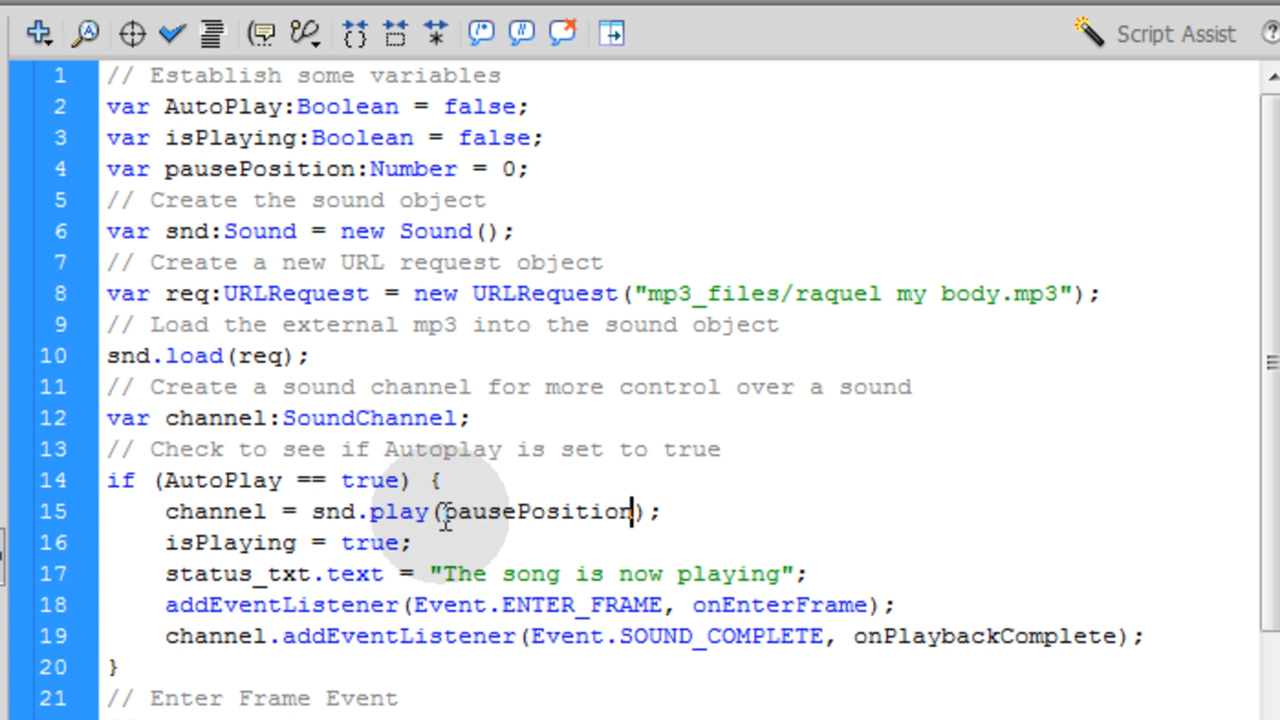 Script Assist
1 // Establish some variables
2 var AutoPlay:Boolean = false;
3 var isPlaying:Boolean = false;
4 var pausePosition:Number = 0;
5 // Create the sound object
6 var snd:Sound = new Sound();
7 // Create a new URL request object
8 var req:URLRequest = new URLRequest("mp3_files/raquel my body.mp3");
9 // Load the external mp3 into the sound object
10 snd.load(req);
11 // Create a sound channel for more control over a sound
12 var channel:SoundChannel;
13 // Check to see if Autoplay is set to true
14 if (AutoPlay == true) {
15 channel = snd.play(pausePosition);
16 isPlaying = true;
17 status_txt.text = "The song is now playing";
18 addEventListener(Event.ENTER_FRAME, onEnterFrame);
19 channel.addEventListener(Event.SOUND_COMPLETE, onPlaybackComplete);
20 }
21 // Enter Frame Event